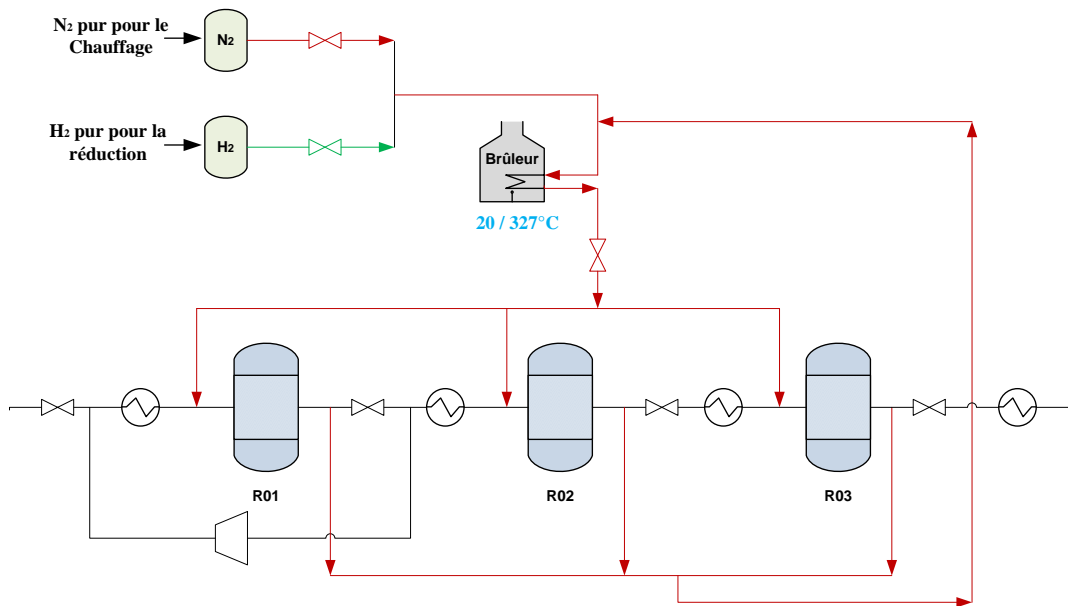 N₂ pur pour le
Chauffage
N₂
H₂ pur pour la
réduction
H₂
Brûleur
20 / 327°C
R01
R02
R03